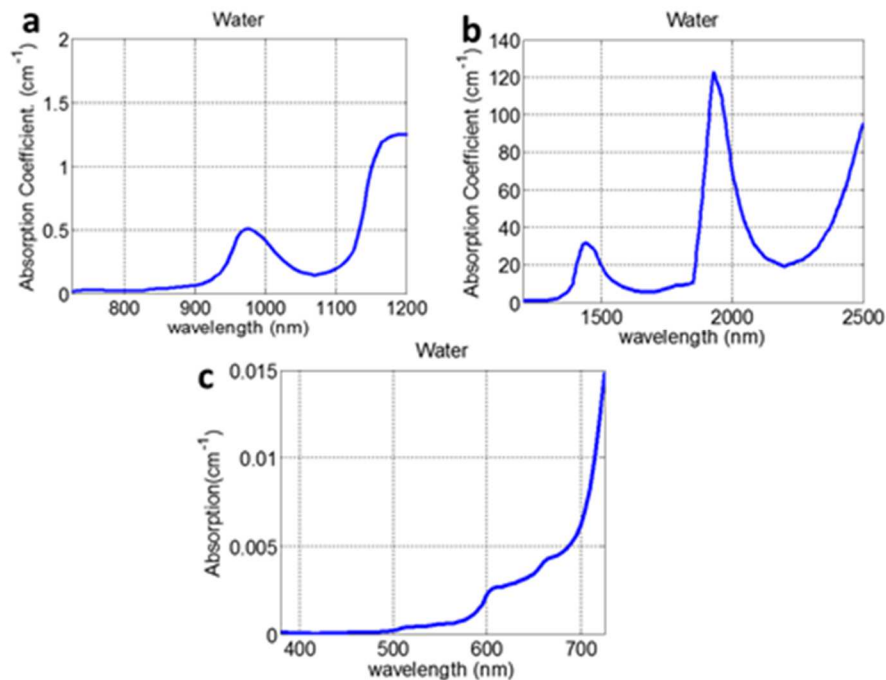 a
Water
Absorption Coefficient. (cm⁻¹)
2
1.5
1
0.5
0
800
900
1000
1100
1200
wavelength (nm)
b
Water
Absorption Coefficient (cm⁻¹)
140
120
100
80
60
40
20
0
1500
2000
2500
wavelength (nm)
c
Water
Absorption(cm⁻¹)
0.015
0.01
0.005
0
400
500
600
700
wavelength (nm)